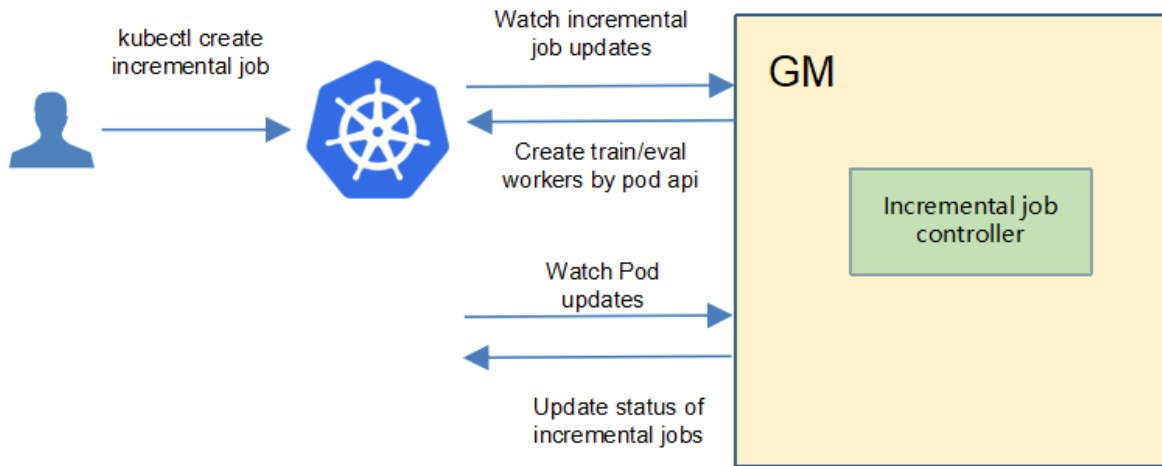 kubectl create
incremental job
Watch incremental
job updates
GM
Create train/eval
workers by pod api
Incremental job
controller
Watch Pod
updates
Update status of
incremental jobs